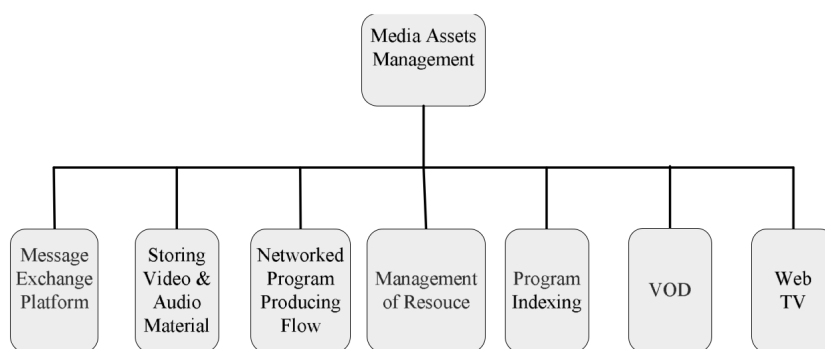 Media Assets
Management
Message
Exchange
Platform
Storing
Video &
Audio
Material
Networked
Program
Producing
Flow
Management
of Resouce
Program
Indexing
VOD
Web
TV